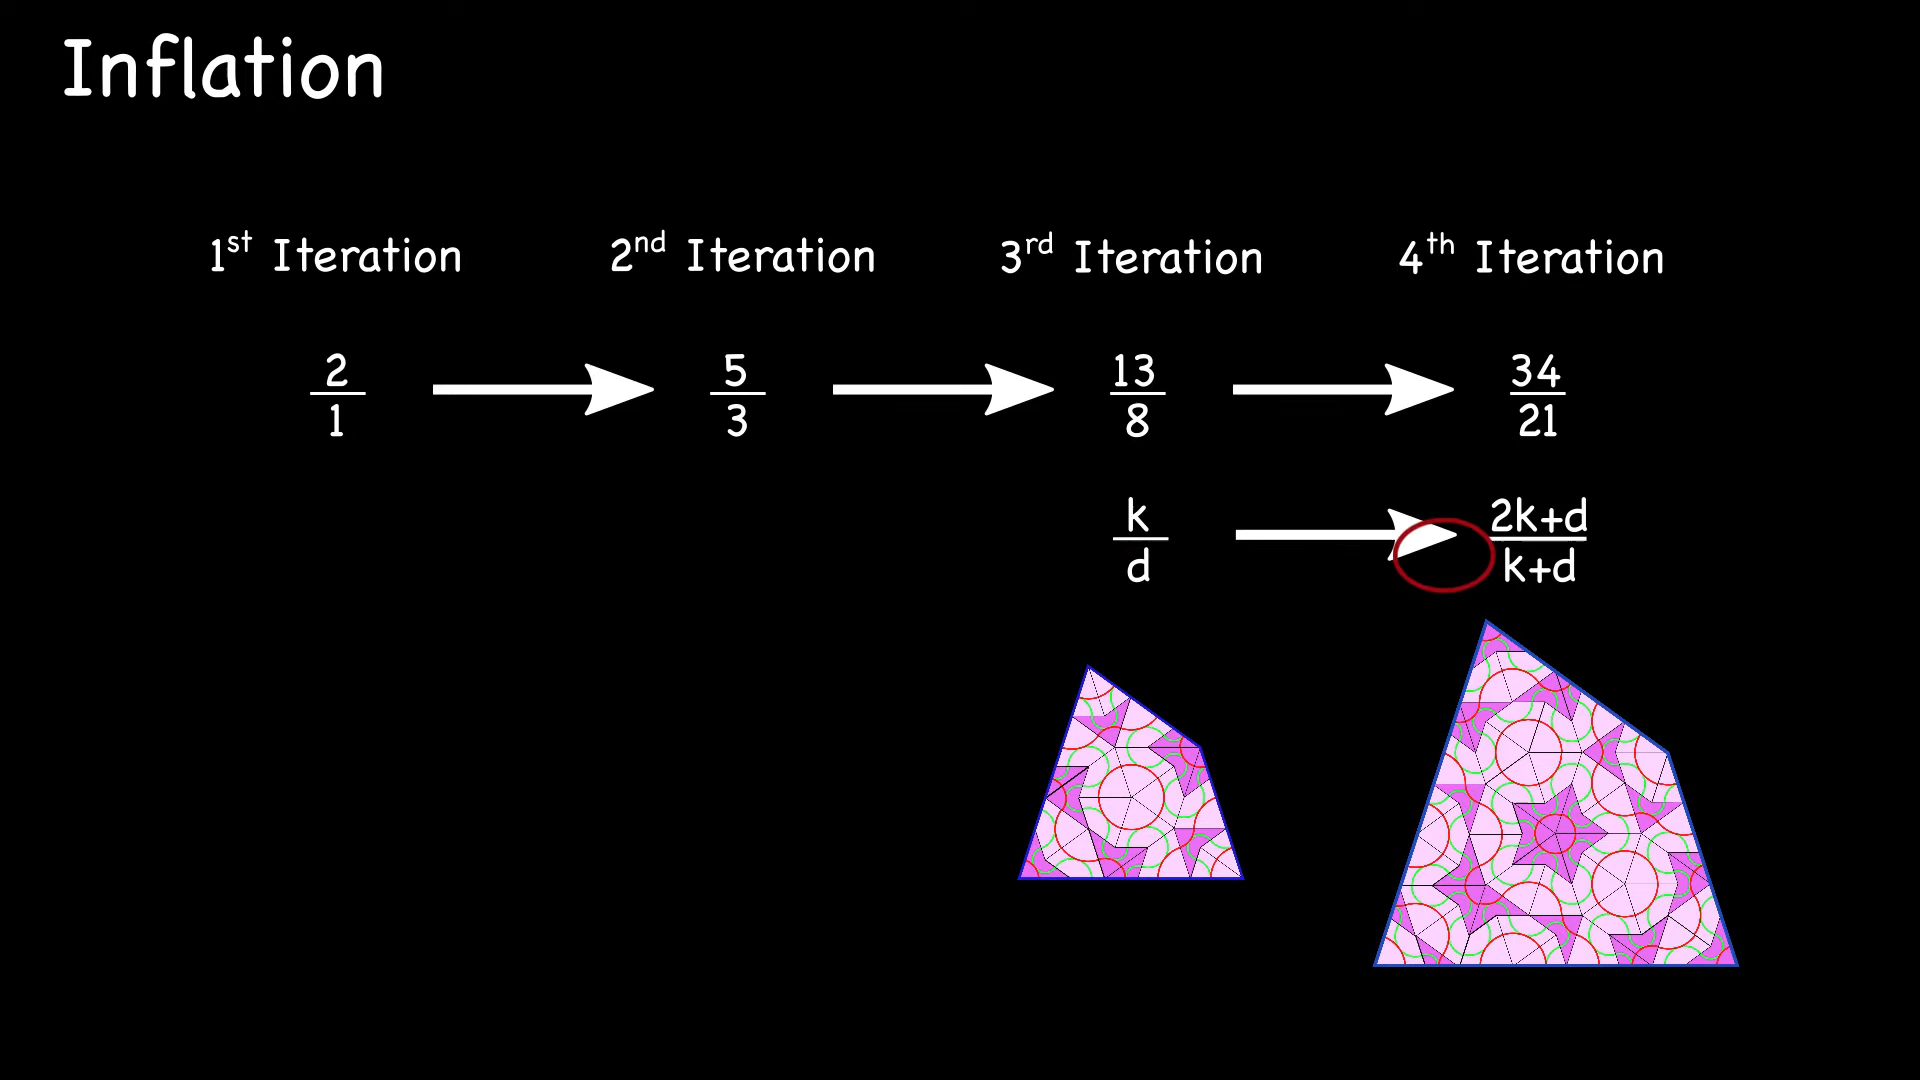 Inflation
1st Iteration 2nd Iteration 3rd Iteration 4th Iteration
2 5 13 34
1 3 8 21
k 2k+d
d k+d